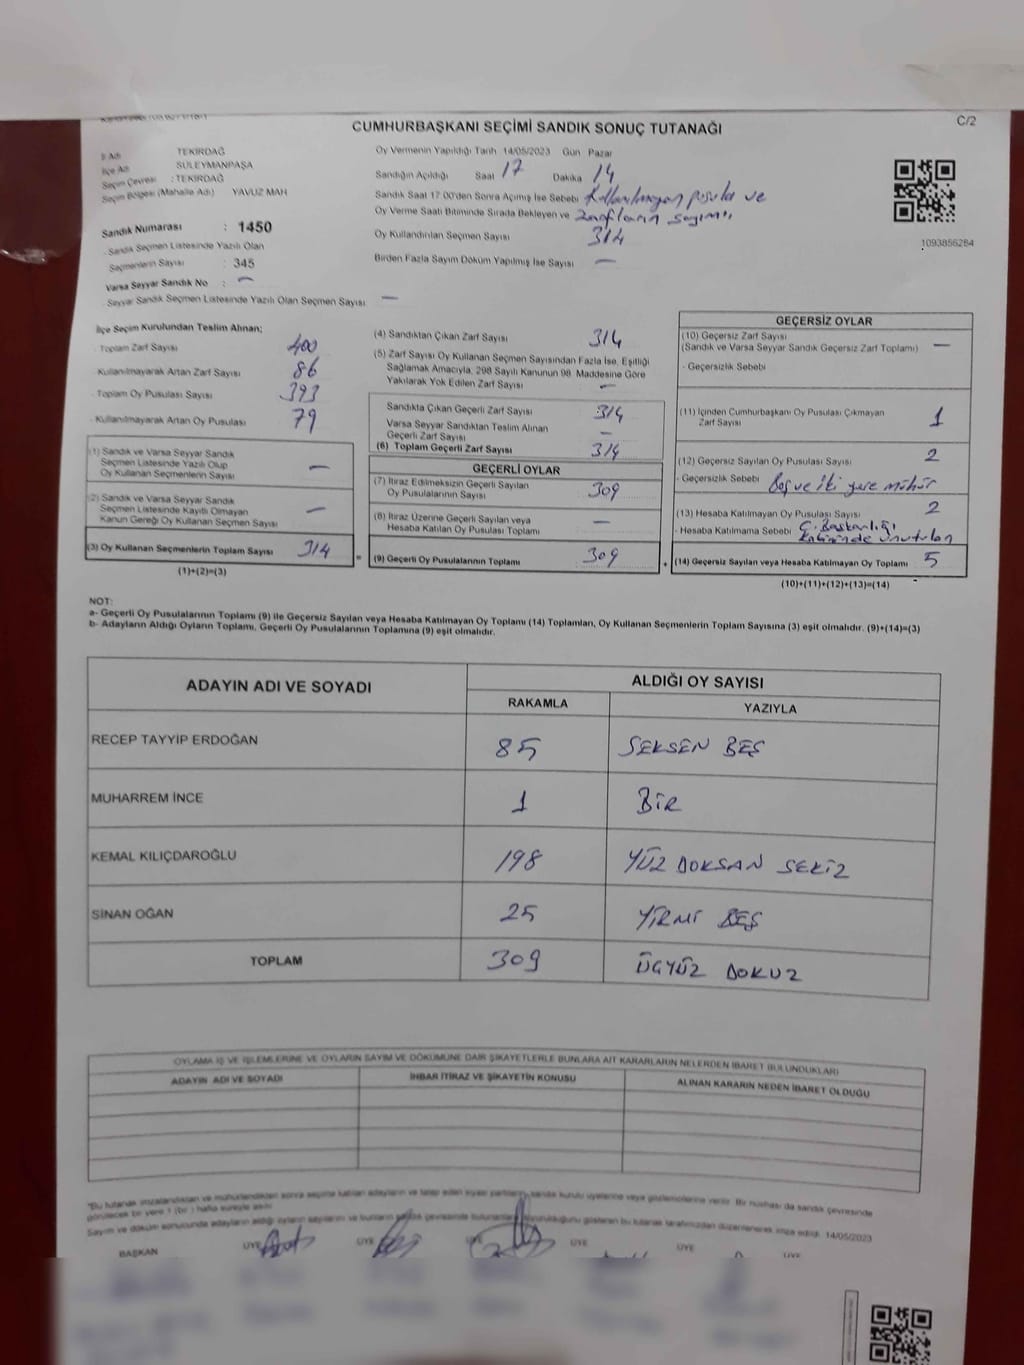 CUMHURBAŞKANI SEÇİMİ SANDIK SONUÇ TUTANAĞI
C/2
İl Adı TEKİRDAĞ
İlçe Adı SÜLEYMANPAŞA
Seçim Çevresi : TEKİRDAĞ
Seçim Bölgesi (Mahalle Adı) YAVUZ MAH
Sandık Numarası : 1450
- Sandık Seçmen Listesinde Yazılı Olan
Seçmenlerin Sayısı : 345
Varsa Seyyar Sandık No : —
- Seyyar Sandık Seçmen Listesinde Yazılı Olan Seçmen Sayısı —
Oy Vermenin Yapıldığı Tarih 14/05/2023 Gün Pazar
Sandığın Açıldığı Saat 17 Dakika 14
Sandık Saat 17.00'den Sonra Açımış İse Sebebi Kullanılmayan pusula ve
Oy Verme Saati Bitiminde Sırada Bekleyen ve zarfların sayımı
Oy Kullandırılan Seçmen Sayısı 314
Birden Fazla Sayım Döküm Yapılmış İse Sayısı —
1093856284
İlçe Seçim Kurulundan Teslim Alınan;
- Toplam Zarf Sayısı 400
- Kullanılmayarak Artan Zarf Sayısı 86
- Toplam Oy Pusulası Sayısı 393
- Kullanılmayarak Artan Oy Pusulası 79
(1) Sandık ve Varsa Seyyar Sandık
Seçmen Listesinde Yazılı Olup
Oy Kullanan Seçmenlerin Sayısı —
(2) Sandık ve Varsa Seyyar Sandık
Seçmen Listesinde Kayıtlı Olmayan
Kanun Gereği Oy Kullanan Seçmen Sayısı —
(3) Oy Kullanan Seçmenlerin Toplam Sayısı 314 =
(1)+(2)=(3)
(4) Sandıktan Çıkan Zarf Sayısı 314
(5) Zarf Sayısı Oy Kullanan Seçmen Sayısından Fazla İse, Eşitliği
Sağlamak Amacıyla, 298 Sayılı Kanunun 98. Maddesine Göre
Yakılarak Yok Edilen Zarf Sayısı —
Sandıkta Çıkan Geçerli Zarf Sayısı 314
Varsa Seyyar Sandıktan Teslim Alınan
Geçerli Zarf Sayısı —
(6) Toplam Geçerli Zarf Sayısı 314
GEÇERLİ OYLAR
(7) İtiraz Edilmeksizin Geçerli Sayılan
Oy Pusulalarının Sayısı 309
(8) İtiraz Üzerine Geçerli Sayılan veya
Hesaba Katılan Oy Pusulası Toplamı —
(9) Geçerli Oy Pusulalarının Toplamı 309 +
GEÇERSİZ OYLAR
(10) Geçersiz Zarf Sayısı
(Sandık ve Varsa Seyyar Sandık Geçersiz Zarf Toplamı) —
- Geçersizlik Sebebi
(11) İçinden Cumhurbaşkanı Oy Pusulası Çıkmayan
Zarf Sayısı 1
(12) Geçersiz Sayılan Oy Pusulası Sayısı 2
- Geçersizlik Sebebi Boş ve iki yere mühür
(13) Hesaba Katılmayan Oy Pusulası Sayısı 2
- Hesaba Katılmama Sebebi C. Başkanlığı
Kabininde unutulan
(14) Geçersiz Sayılan veya Hesaba Katılmayan Oy Toplamı 5
(10)+(11)+(12)+(13)=(14)
NOT:
a- Geçerli Oy Pusulalarının Toplamı (9) ile Geçersiz Sayılan veya Hesaba Katılmayan Oy Toplamı (14) Toplamları, Oy Kullanan Seçmenlerin Toplam Sayısına (3) eşit olmalıdır. (9)+(14)=(3)
b- Adayların Aldığı Oyların Toplamı, Geçerli Oy Pusulalarının Toplamına (9) eşit olmalıdır.
ADAYIN ADI VE SOYADI ALDIĞI OY SAYISI
RAKAMLA YAZIYLA
RECEP TAYYİP ERDOĞAN 85 SEKSEN BEŞ
MUHARREM İNCE 1 BİR
KEMAL KILIÇDAROĞLU 198 YÜZ DOKSAN SEKİZ
SİNAN OĞAN 25 YİRMİ BEŞ
TOPLAM 309 ÜÇYÜZ DOKUZ
OYLAMA İŞ VE İŞLEMLERİNE VE OYLARIN SAYIM VE DÖKÜMÜNE DAİR ŞİKAYETLERLE BUNLARA AİT KARARLARIN NELERDEN İBARET BULUNDUKLARI
ADAYIN ADI VE SOYADI İHBAR İTİRAZ VE ŞİKAYETİN KONUSU ALINAN KARARIN NEDEN İBARET OLDUĞU
*Bu tutanak imzalandıktan ve mühürlendikten sonra seçime katılan adayların ve talep eden siyasi partilerin sandık kurulu üyelerine veya gözlemcilerine verilir. Bir nüshası da sandık çevresinde
görülecek bir yere 1 (bir) hafta süreyle asılır.
Sayım ve döküm sonucunda adayların aldığı oyların sayılarını ve bunların sandık çevresinde bulunanlara duyurulduğunu gösteren bu tutanak tarafımızdan düzenlenerek imza edildi. 14/05/2023
BAŞKAN ÜYE ÜYE ÜYE ÜYE ÜYE ÜYE